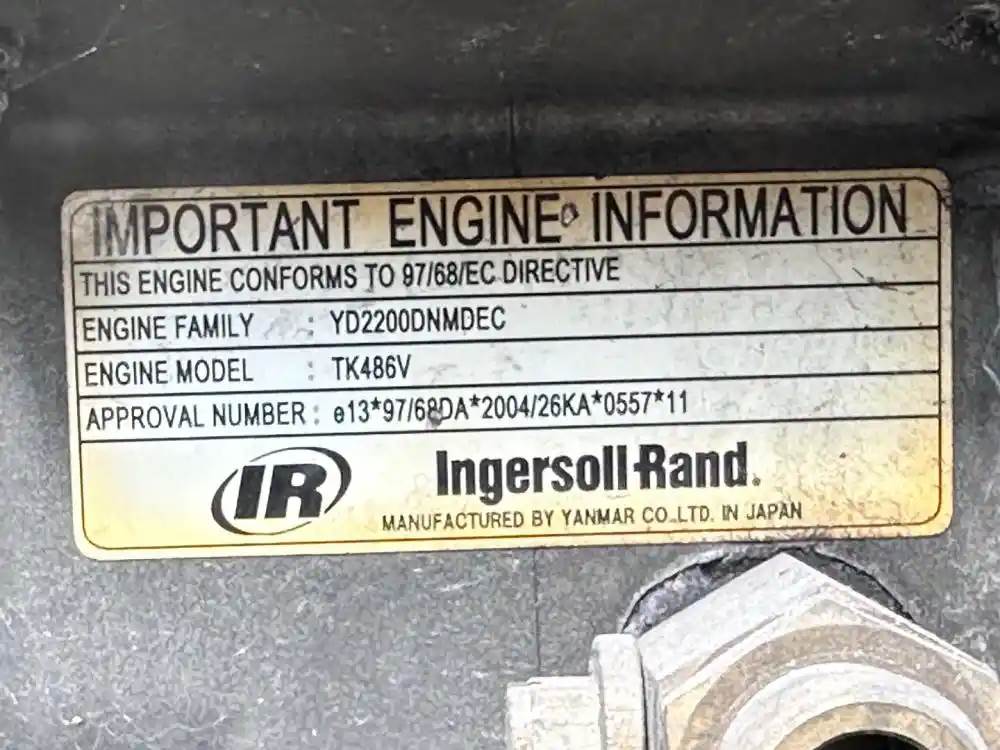 IMPORTANT ENGINE INFORMATION
THIS ENGINE CONFORMS TO 97/68/EC DIRECTIVE
ENGINE FAMILY : YD2200DNMDEC
ENGINE MODEL : TK486V
APPROVAL NUMBER : e13*97/68DA*2004/26KA*0557*11
IR Ingersoll-Rand.
MANUFACTURED BY YANMAR CO.,LTD. IN JAPAN